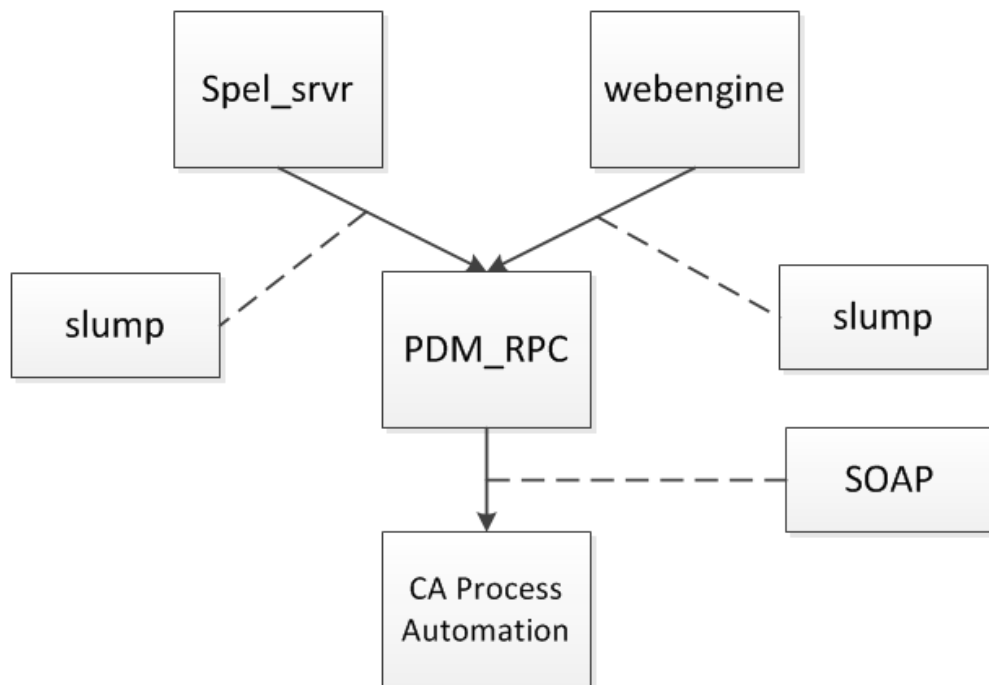 Spel_srvr
webengine
slump
PDM_RPC
slump
SOAP
CA Process
Automation